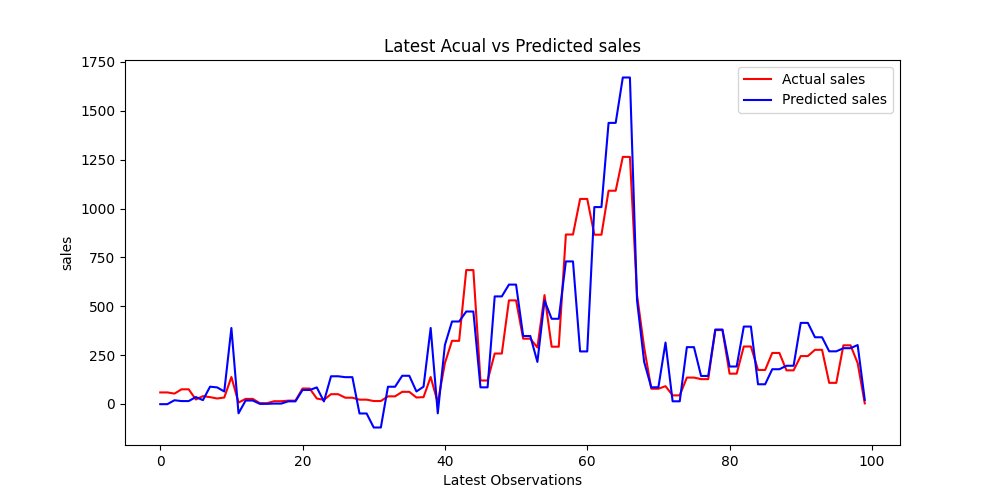 Latest Acual vs Predicted sales
1750
1500
1250
1000
750
500
250
0
sales
Actual sales
Predicted sales
0 20 40 60 80 100
Latest Observations